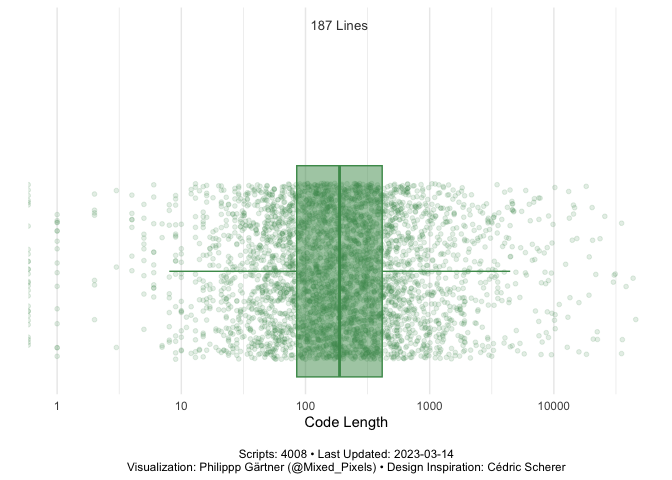 187 Lines
1 10 100 1000 10000
Code Length
Scripts: 4008 • Last Updated: 2023-03-14
Visualization: Philippp Gärtner (@Mixed_Pixels) • Design Inspiration: Cédric Scherer